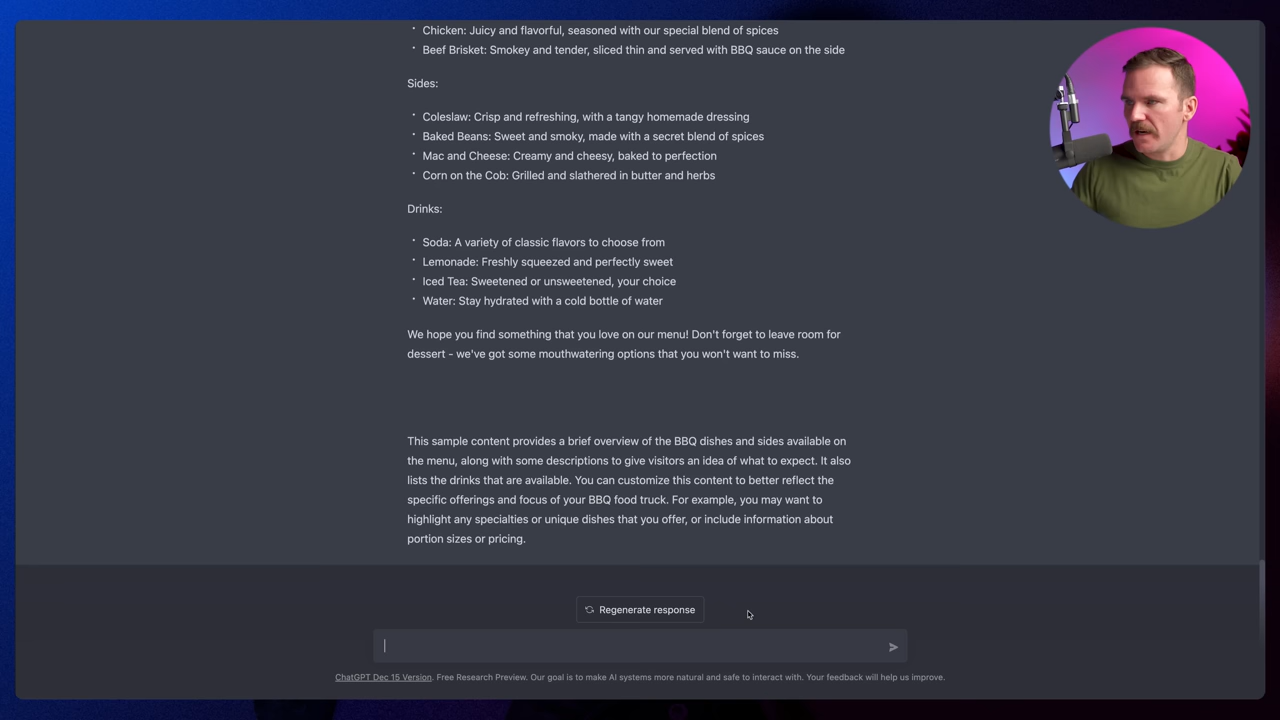 Chicken: Juicy and flavorful, seasoned with our special blend of spices
Beef Brisket: Smokey and tender, sliced thin and served with BBQ sauce on the side
Sides:
Coleslaw: Crisp and refreshing, with a tangy homemade dressing
Baked Beans: Sweet and smoky, made with a secret blend of spices
Mac and Cheese: Creamy and cheesy, baked to perfection
Corn on the Cob: Grilled and slathered in butter and herbs
Drinks:
Soda: A variety of classic flavors to choose from
Lemonade: Freshly squeezed and perfectly sweet
Iced Tea: Sweetened or unsweetened, your choice
Water: Stay hydrated with a cold bottle of water
We hope you find something that you love on our menu! Don't forget to leave room for
dessert - we've got some mouthwatering options that you won't want to miss.
This sample content provides a brief overview of the BBQ dishes and sides available on
the menu, along with some descriptions to give visitors an idea of what to expect. It also
lists the drinks that are available. You can customize this content to better reflect the
specific offerings and focus of your BBQ food truck. For example, you may want to
highlight any specialties or unique dishes that you offer, or include information about
portion sizes or pricing.
Regenerate response
ChatGPT Dec 15 Version. Free Research Preview. Our goal is to make AI systems more natural and safe to interact with. Your feedback will help us improve.